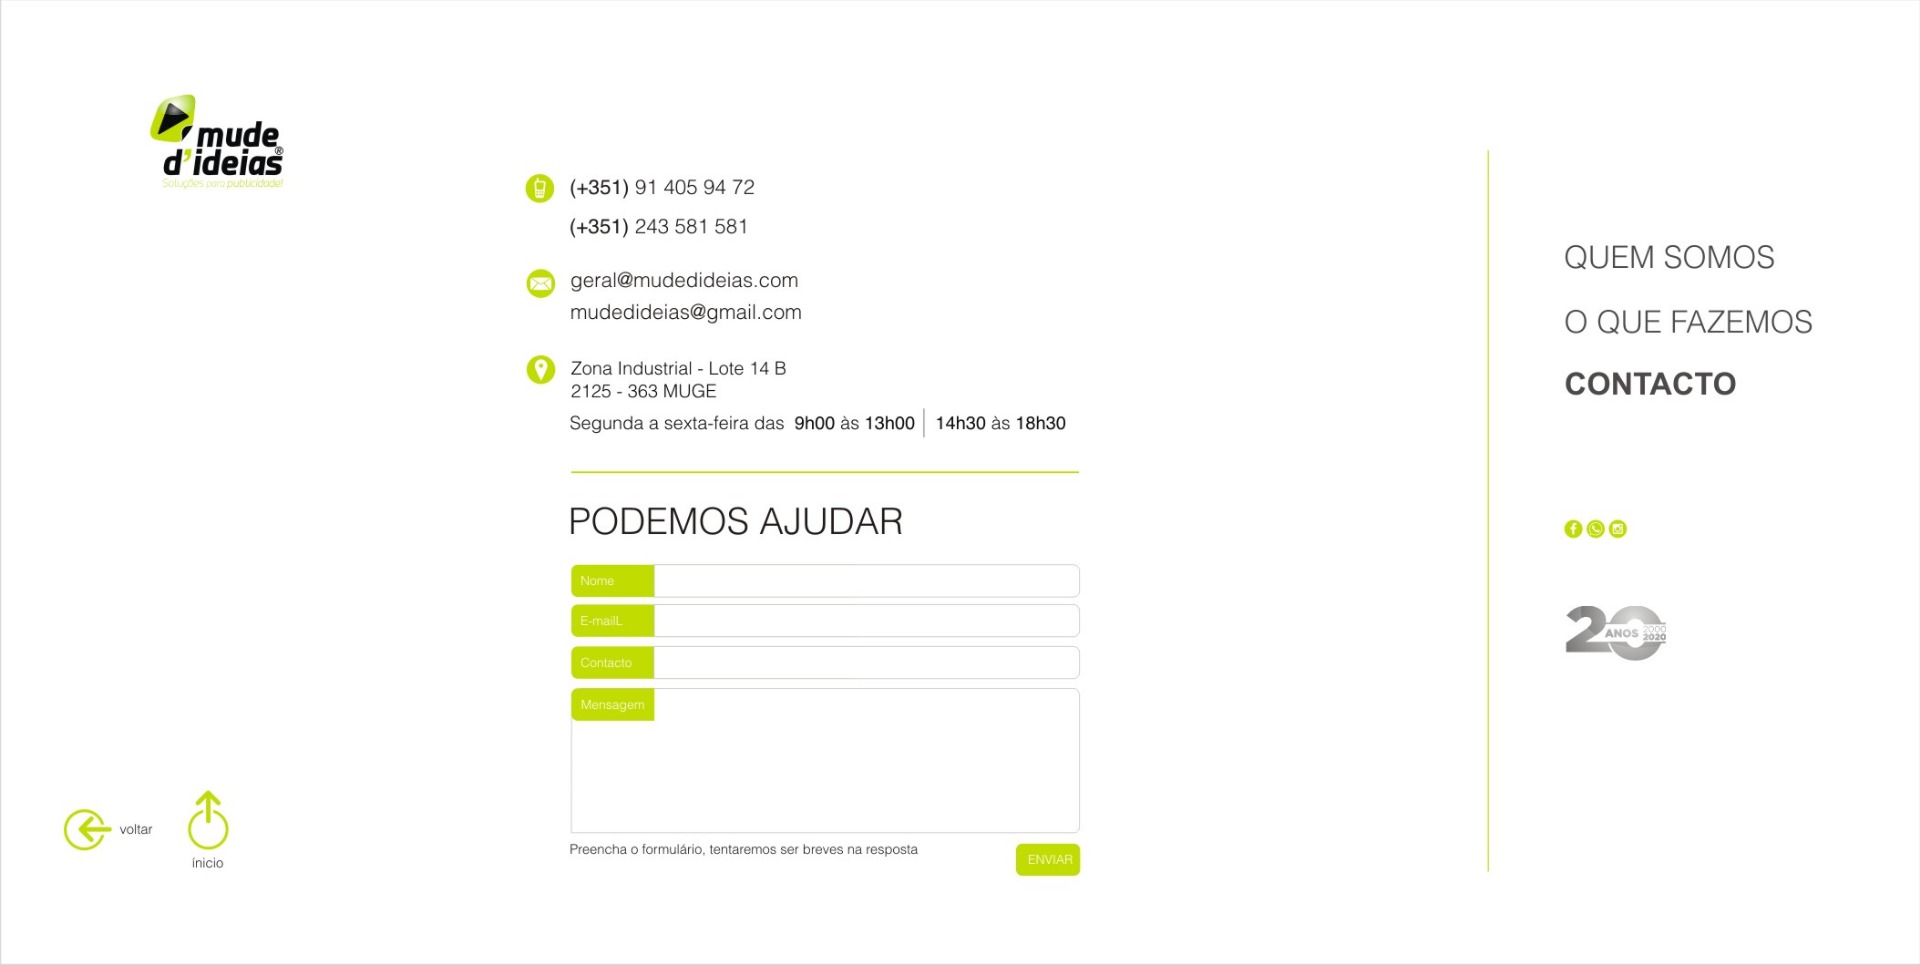 mude
d'ideias®
Soluções para publicidade!
(+351) 91 405 94 72
(+351) 243 581 581
geral@mudedideias.com
mudedideias@gmail.com
Zona Industrial - Lote 14 B
2125 - 363 MUGE
Segunda a sexta-feira das 9h00 às 13h00 | 14h30 às 18h30
PODEMOS AJUDAR
Nome
E-mailL
Contacto
Mensagem
Preencha o formulário, tentaremos ser breves na resposta
ENVIAR
voltar
ínicio
QUEM SOMOS
O QUE FAZEMOS
CONTACTO
20 ANOS 2000
2020